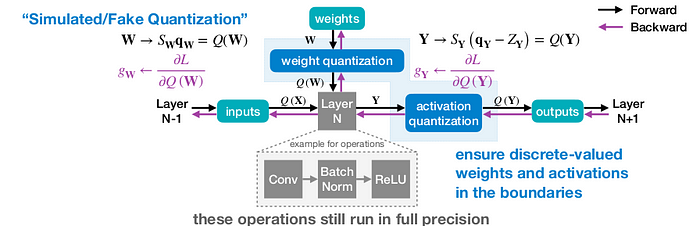 “Simulated/Fake Quantization”
weights
Forward
Backward
W → S_W q_W = Q(W)
W
Y → S_Y (q_Y − Z_Y) = Q(Y)
weight quantization
g_W ← ∂L / ∂Q(W)
g_Y ← ∂L / ∂Q(Y)
Q(W)
Layer N-1
inputs
Q(X)
Layer N
Y
activation quantization
Q(Y)
outputs
Layer N+1
example for operations
Conv
Batch Norm
ReLU
ensure discrete-valued
weights and activations
in the boundaries
these operations still run in full precision